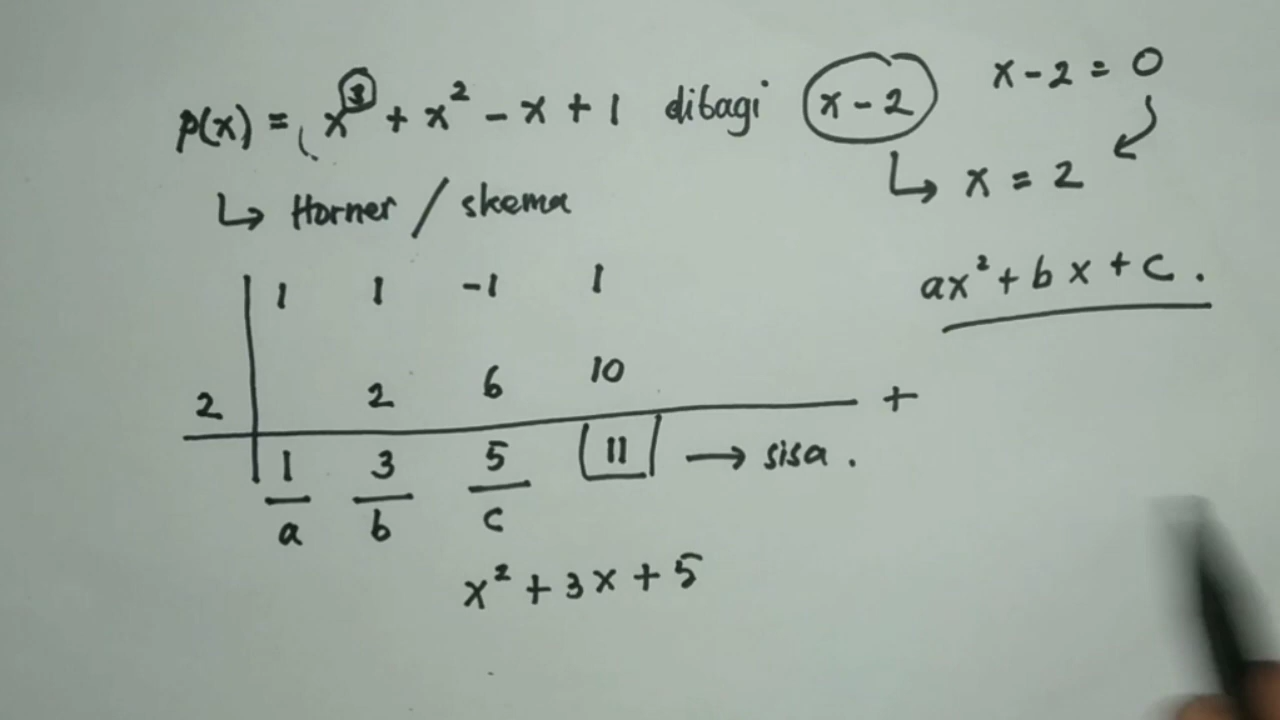 p(x) = x³ + x² - x + 1 dibagi x - 2 x - 2 = 0
↳ x = 2
↳ Horner / skema
ax² + bx + c .
1 1 -1 1
2 6 10
2 +
1 3 5 11 → sisa .
a b c
x² + 3x + 5